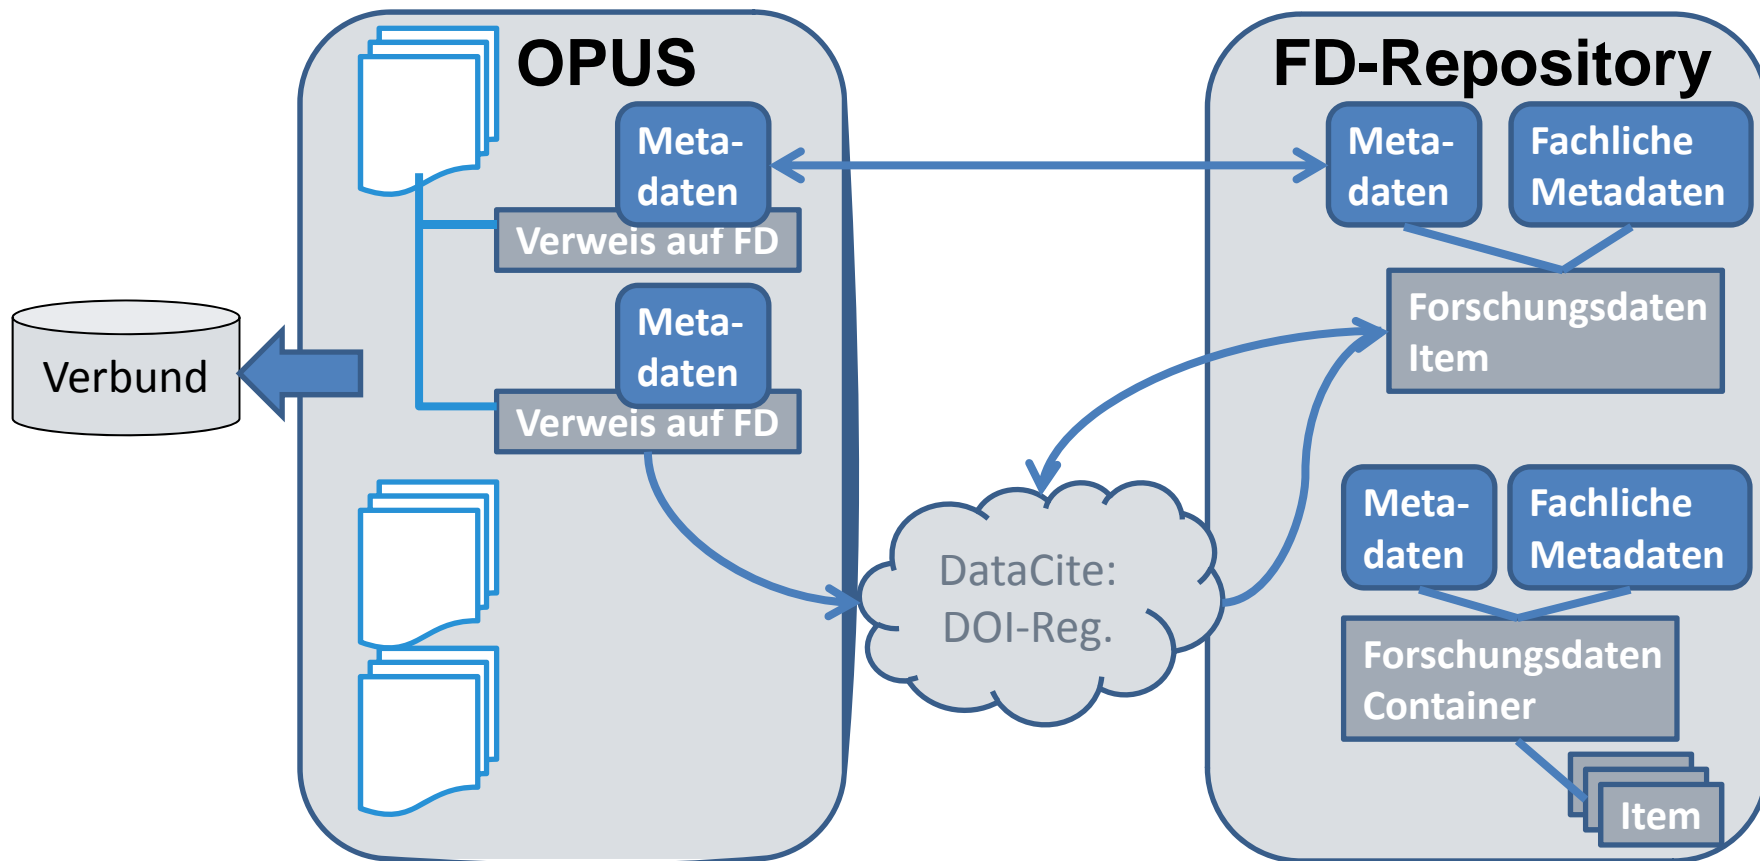 OPUS
Meta-
daten
Verweis auf FD
Meta-
daten
Verweis auf FD
Verbund
DataCite:
DOI-Reg.
FD-Repository
Meta-
daten
Fachliche
Metadaten
Forschungsdaten
Item
Meta-
daten
Fachliche
Metadaten
Forschungsdaten
Container
Item